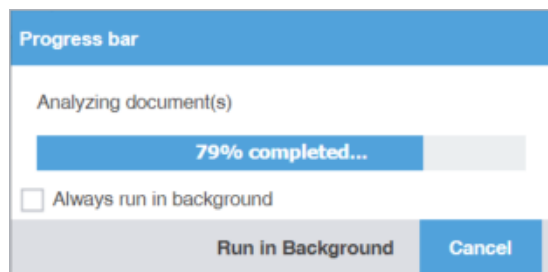 Progress bar
Analyzing document(s)
79% completed...
Always run in background
Run in Background Cancel